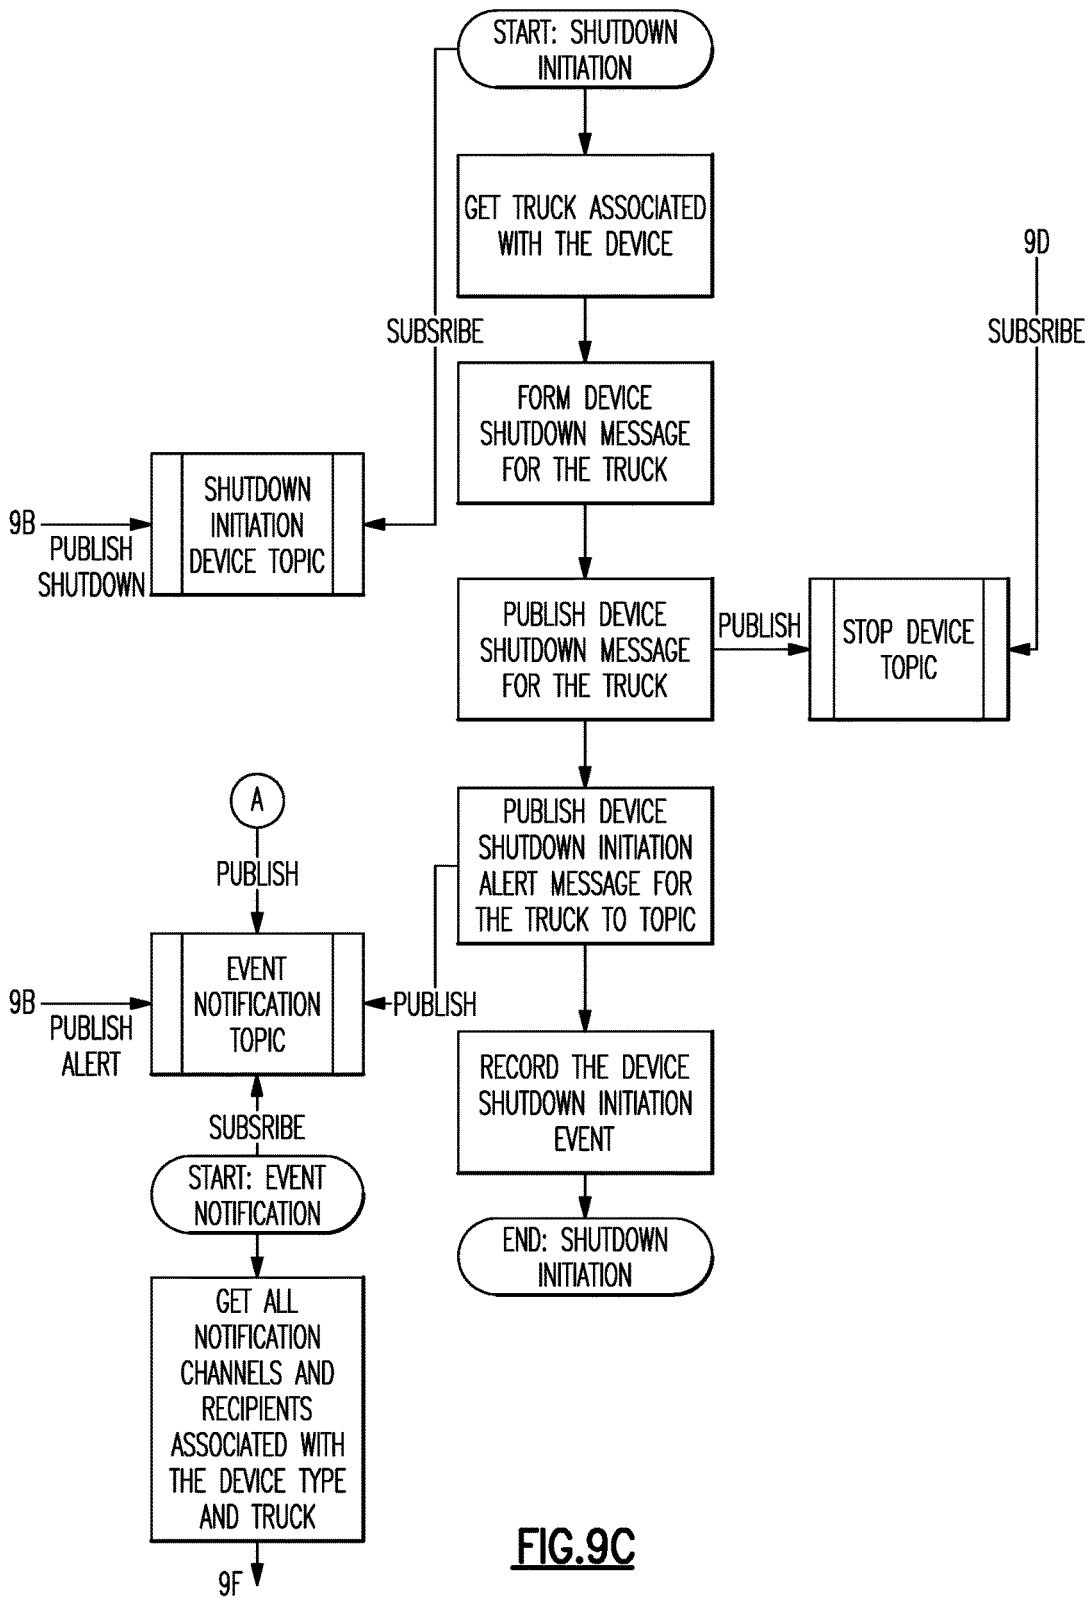 START: SHUTDOWN
INITIATION
GET TRUCK ASSOCIATED
WITH THE DEVICE
9D
SUBSRIBE
SUBSRIBE
FORM DEVICE
SHUTDOWN MESSAGE
FOR THE TRUCK
9B
PUBLISH
SHUTDOWN
SHUTDOWN
INITIATION
DEVICE TOPIC
PUBLISH DEVICE
SHUTDOWN MESSAGE
FOR THE TRUCK
PUBLISH
STOP DEVICE
TOPIC
A
PUBLISH
PUBLISH DEVICE
SHUTDOWN INITIATION
ALERT MESSAGE FOR
THE TRUCK TO TOPIC
9B
PUBLISH
ALERT
EVENT
NOTIFICATION
TOPIC
PUBLISH
RECORD THE DEVICE
SHUTDOWN INITIATION
EVENT
SUBSRIBE
START: EVENT
NOTIFICATION
END: SHUTDOWN
INITIATION
GET ALL
NOTIFICATION
CHANNELS AND
RECIPIENTS
ASSOCIATED WITH
THE DEVICE TYPE
AND TRUCK
9F
FIG.9C